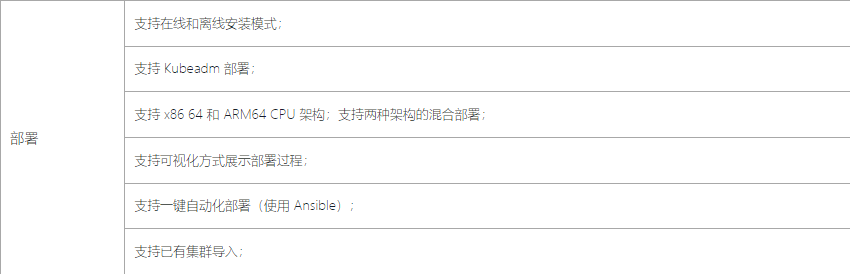 支持在线和离线安装模式；
支持 Kubeadm 部署；
支持 x86 64 和 ARM64 CPU 架构；支持两种架构的混合部署；
部署
支持可视化方式展示部署过程；
支持一键自动化部署（使用 Ansible）；
支持已有集群导入；